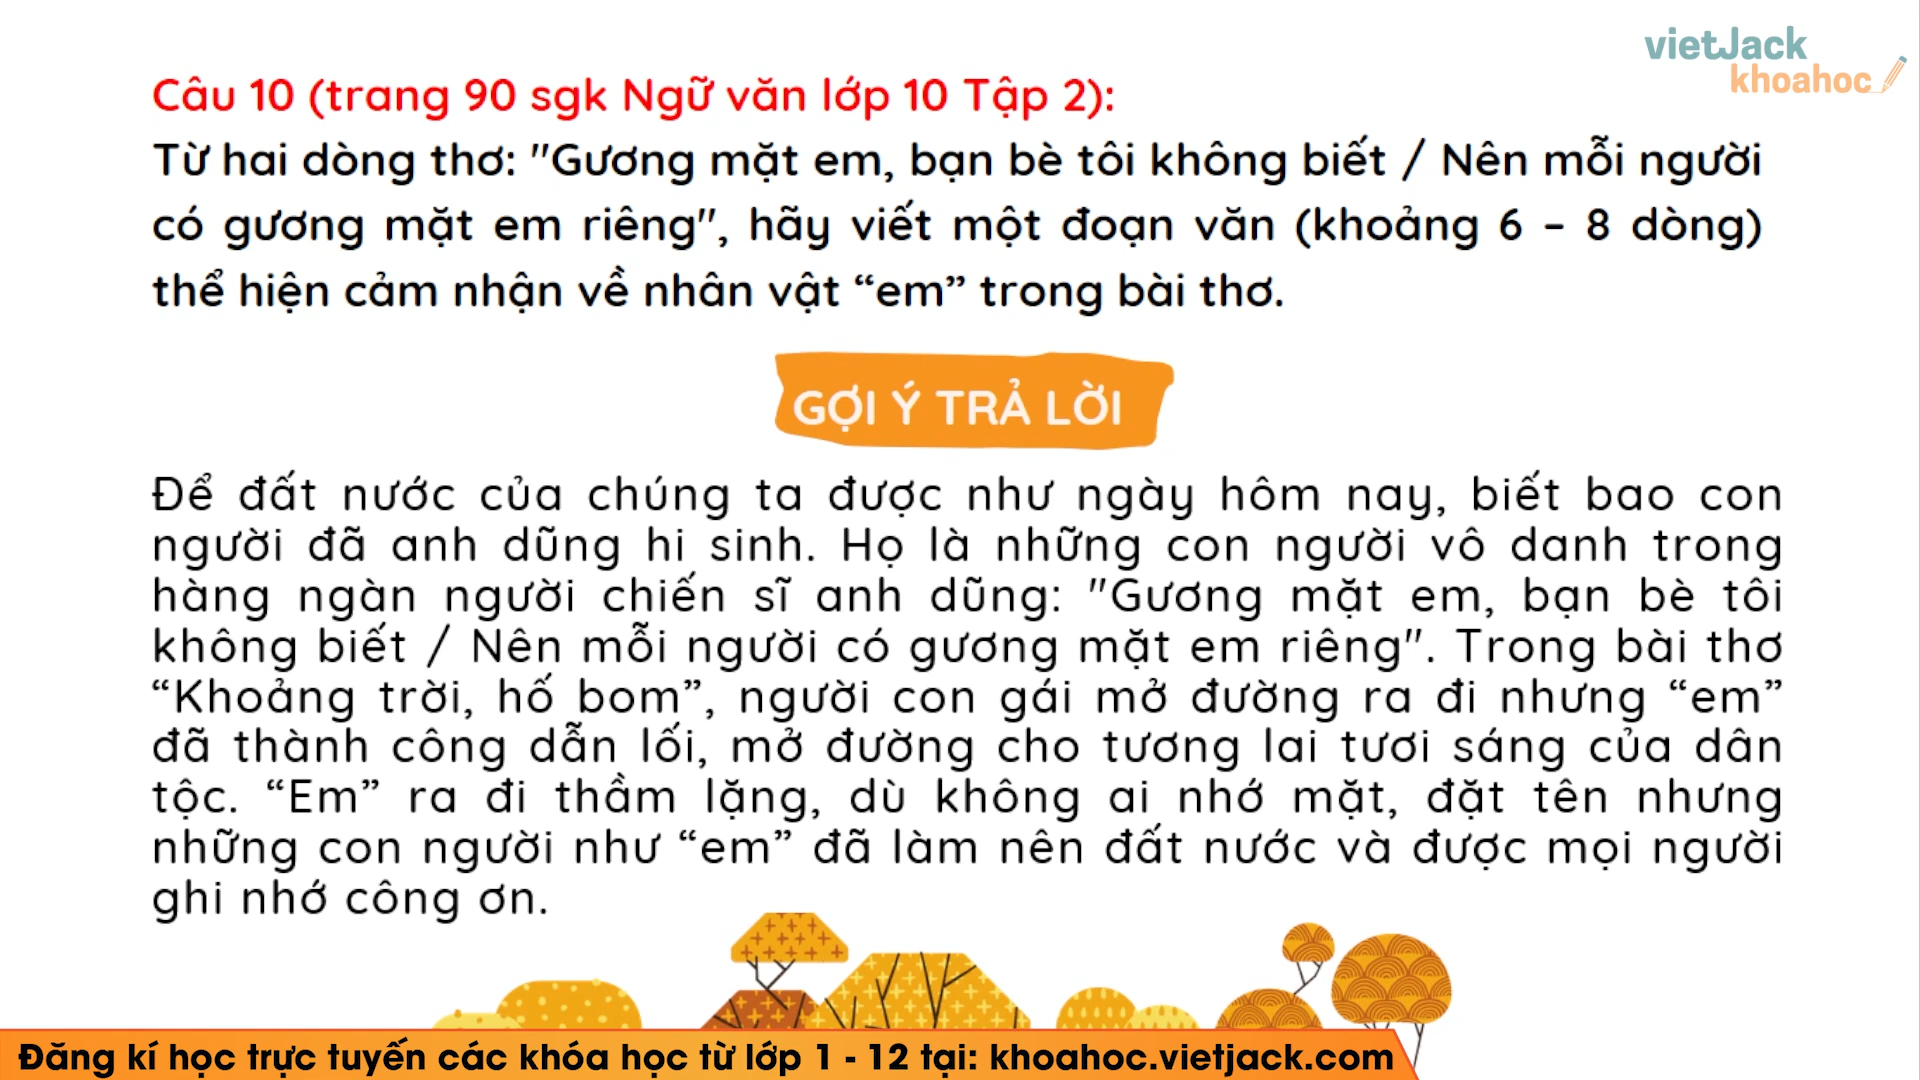 vietJack
khoahoc
Câu 10 (trang 90 sgk Ngữ văn lớp 10 Tập 2):
Từ hai dòng thơ: "Gương mặt em, bạn bè tôi không biết / Nên mỗi người
có gương mặt em riêng", hãy viết một đoạn văn (khoảng 6 – 8 dòng)
thể hiện cảm nhận về nhân vật “em” trong bài thơ.
GỢI Ý TRẢ LỜI
Để đất nước của chúng ta được như ngày hôm nay, biết bao con
người đã anh dũng hi sinh. Họ là những con người vô danh trong
hàng ngàn người chiến sĩ anh dũng: "Gương mặt em, bạn bè tôi
không biết / Nên mỗi người có gương mặt em riêng". Trong bài thơ
“Khoảng trời, hố bom”, người con gái mở đường ra đi nhưng “em”
đã thành công dẫn lối, mở đường cho tương lai tươi sáng của dân
tộc. “Em” ra đi thầm lặng, dù không ai nhớ mặt, đặt tên nhưng
những con người như “em” đã làm nên đất nước và được mọi người
ghi nhớ công ơn.
Đăng kí học trực tuyến các khóa học từ lớp 1 - 12 tại: khoahoc.vietjack.com